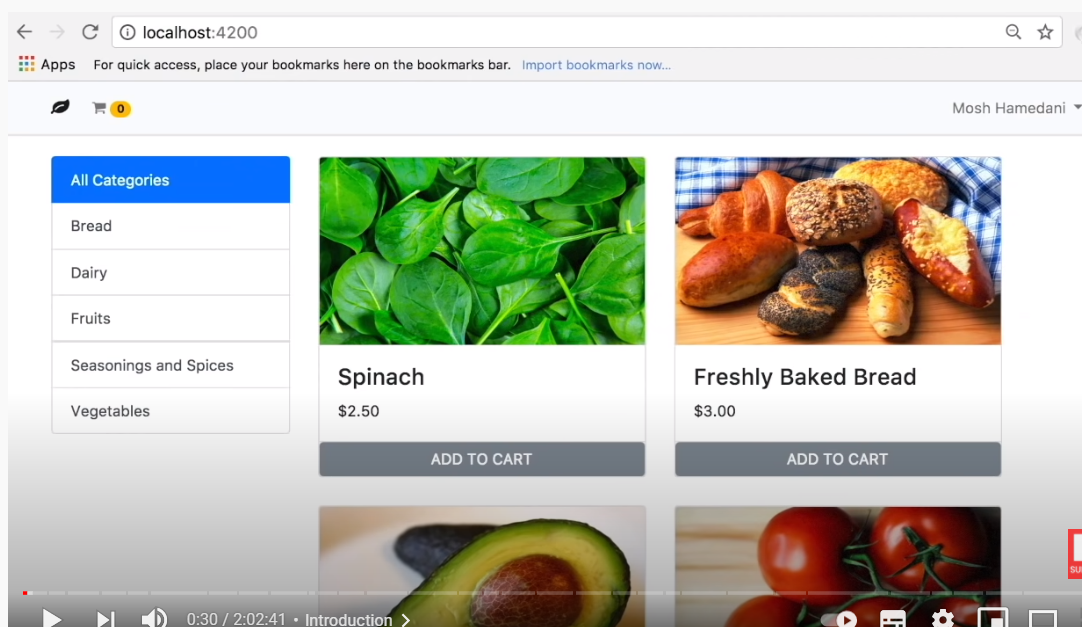 localhost:4200
Apps For quick access, place your bookmarks here on the bookmarks bar. Import bookmarks now...
0
Mosh Hamedani
All Categories
Bread
Dairy
Fruits
Seasonings and Spices
Vegetables
Spinach
$2.50
ADD TO CART
Freshly Baked Bread
$3.00
ADD TO CART
0:30 / 2:02:41 • Introduction